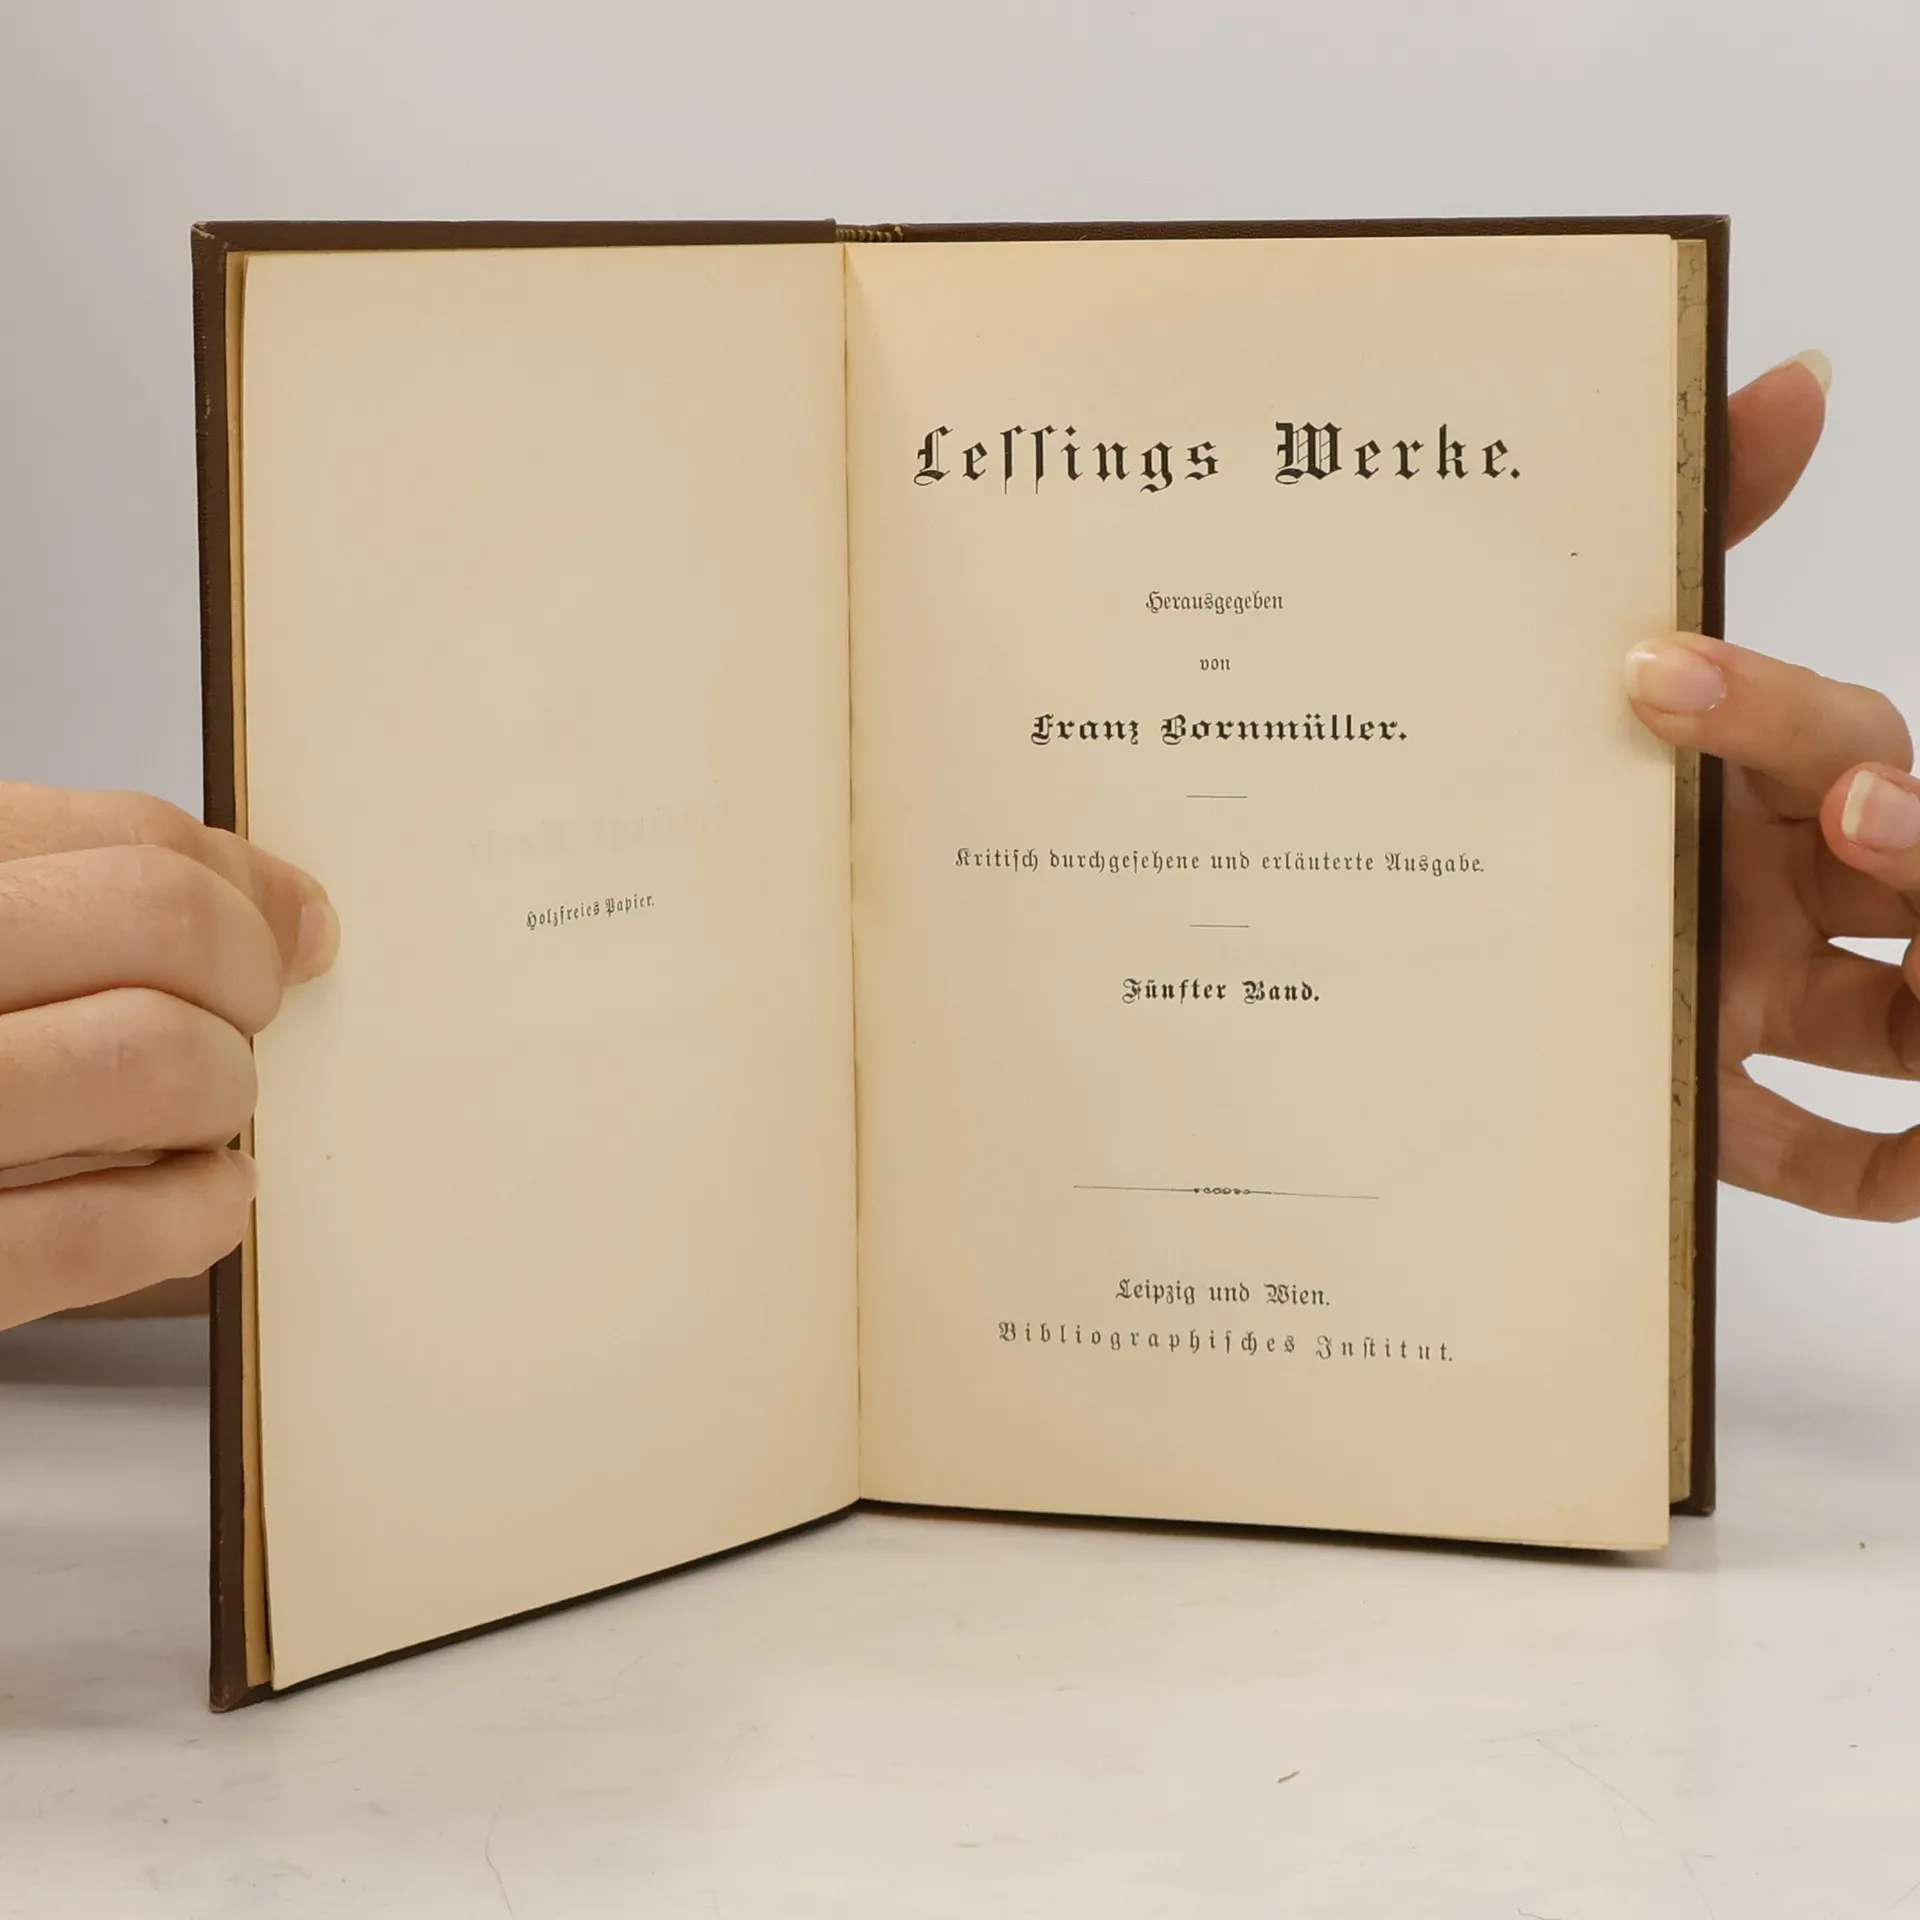 Holzfreies Papier.
Leſſings Werke.
Herausgegeben
von
Franz Bornmüller.
Kritiſch durchgeſehene und erläuterte Ausgabe.
Fünfter Band.
Leipzig und Wien.
Bibliographiſches Inſtitut.